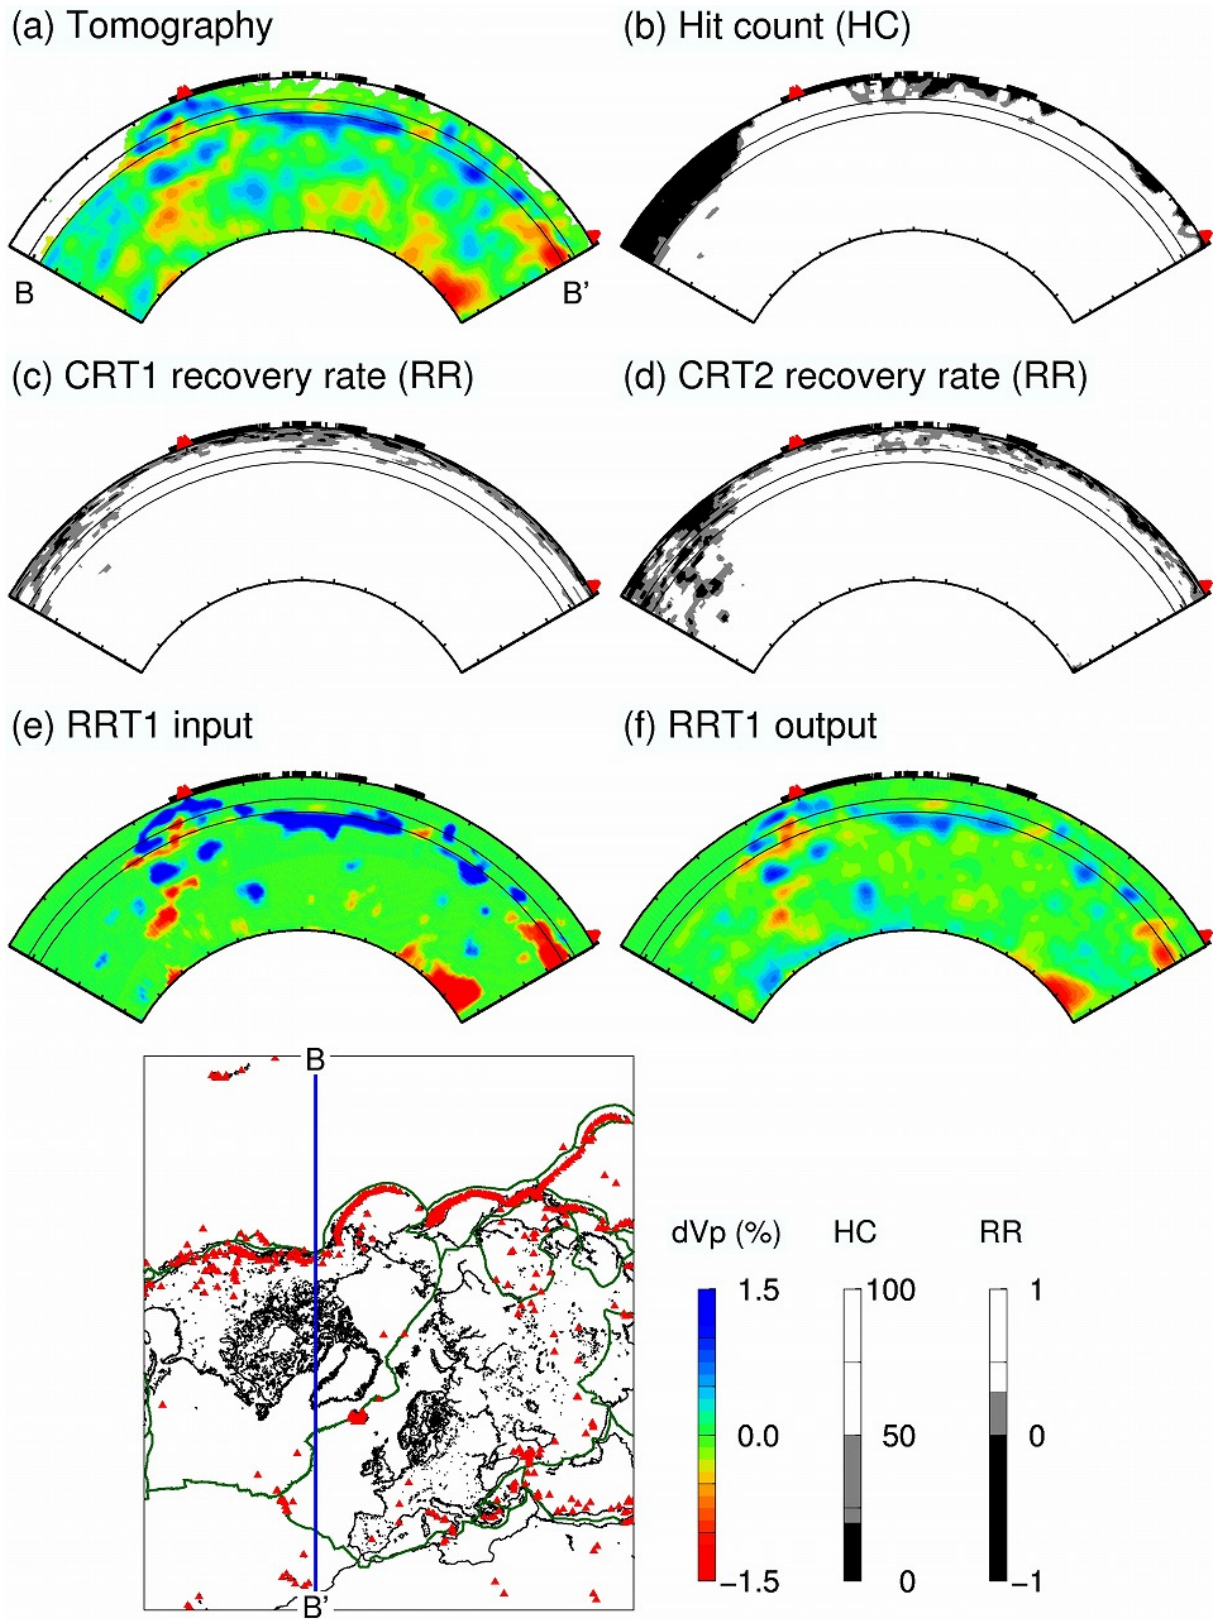 (a) Tomography
(b) Hit count (HC)
B
B'
(c) CRT1 recovery rate (RR)
(d) CRT2 recovery rate (RR)
(e) RRT1 input
(f) RRT1 output
B
B'
dVp (%)
HC
RR
1.5
100
1
0.0
50
0
−1.5
0
−1